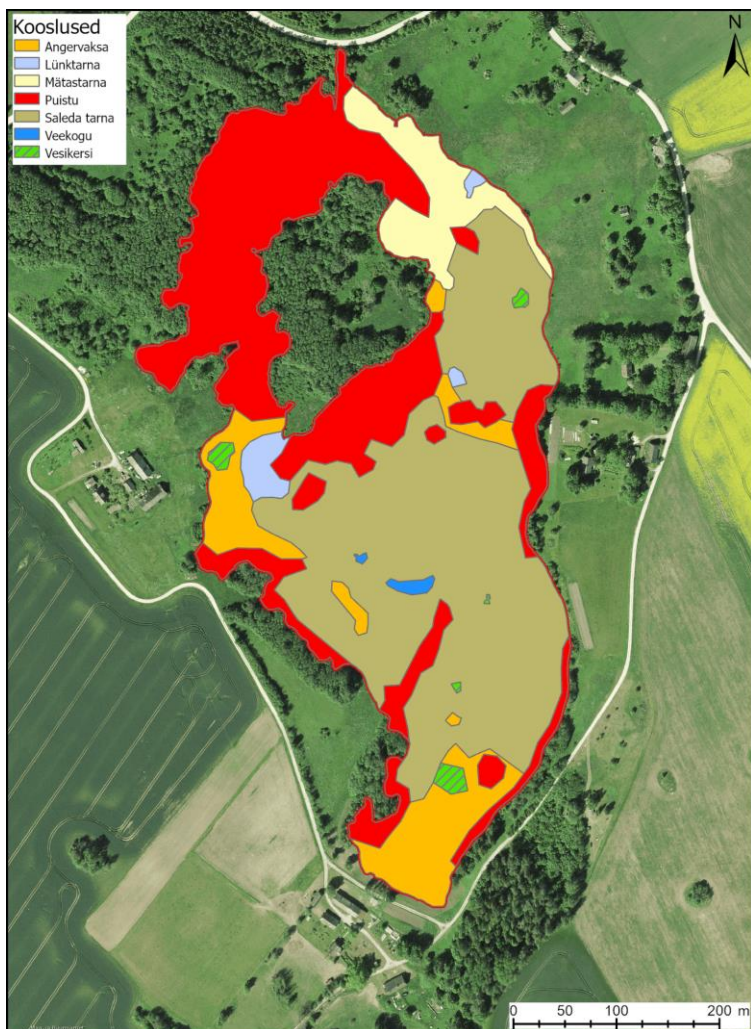 Kooslused
Angervaksa
Lünktarna
Mätastarna
Puistu
Saleda tarna
Veekogu
Vesikersi
N
0 50 100 200 m